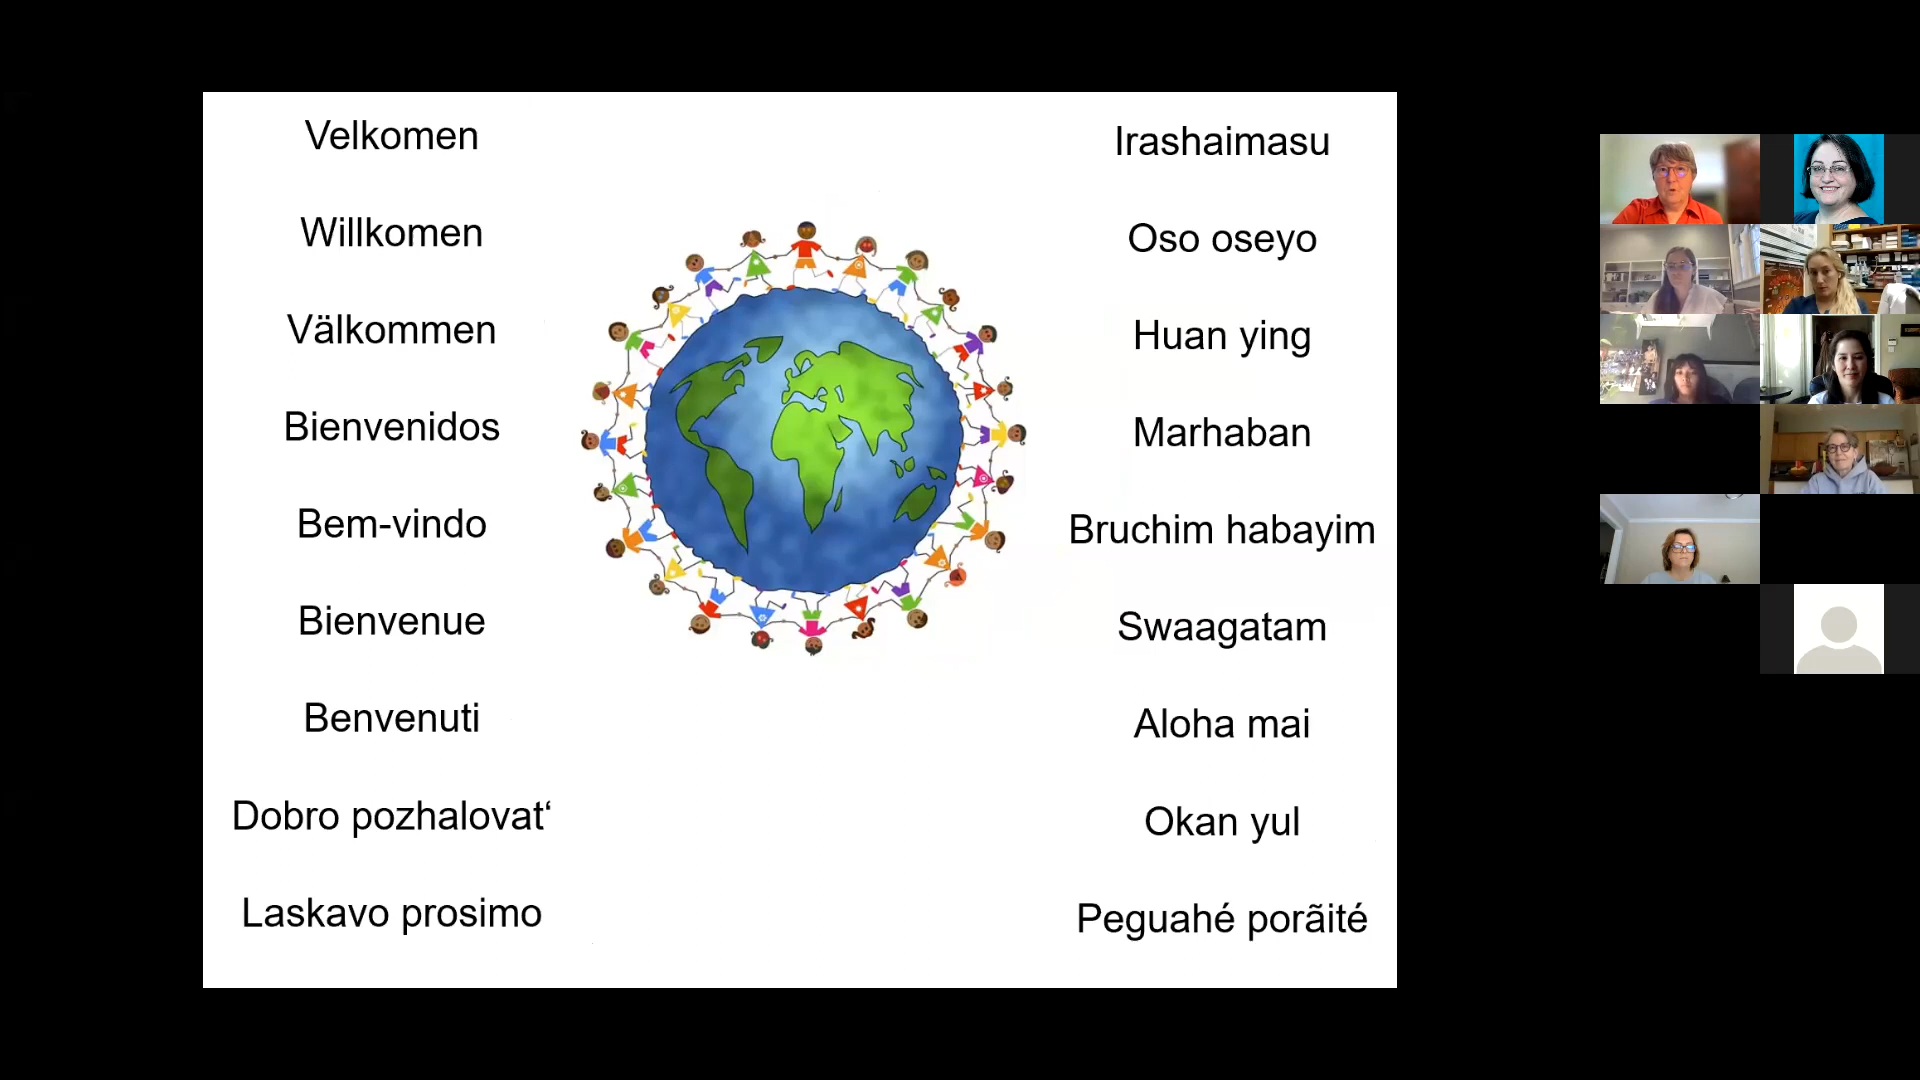 Velkomen
Willkomen
Välkommen
Bienvenidos
Bem-vindo
Bienvenue
Benvenuti
Dobro pozhalovat‘
Laskavo prosimo
Irashaimasu
Oso oseyo
Huan ying
Marhaban
Bruchim habayim
Swaagatam
Aloha mai
Okan yul
Peguahé porãité